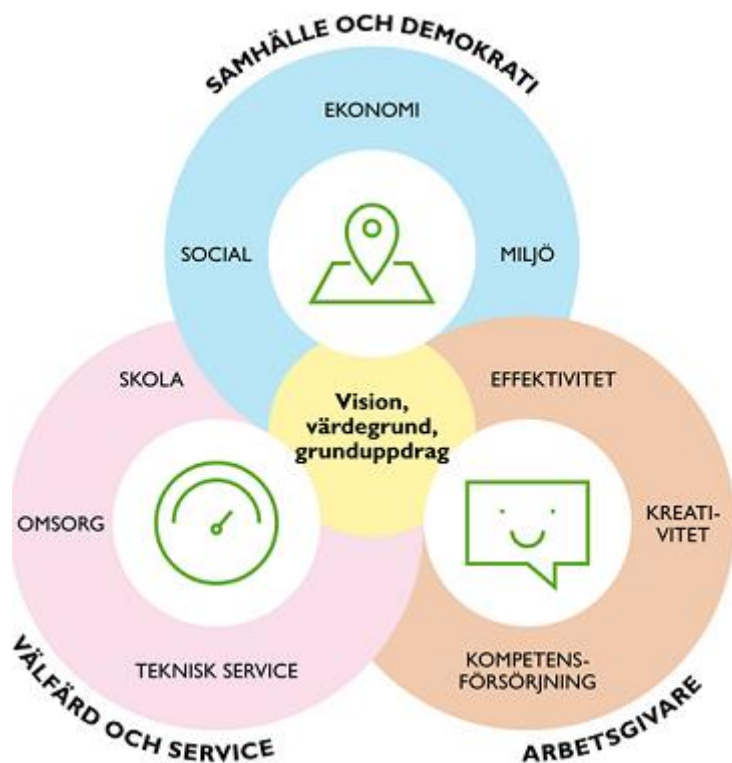 SAMHÄLLE OCH DEMOKRATI
EKONOMI
SOCIAL
MILJÖ
SKOLA
EFFEKTIVITET
Vision,
värdegrund,
grunduppdrag
OMSORG
KREATI-
VITET
TEKNISK SERVICE
KOMPETENS-
FÖRSÖRJNING
VÄLFÄRD OCH SERVICE
ARBETSGIVARE